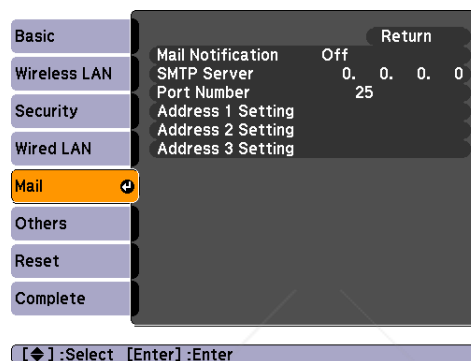 Basic
Wireless LAN
Security
Wired LAN
Mail
Others
Reset
Complete
Return
Mail Notification Off
SMTP Server 0. 0. 0. 0
Port Number 25
Address 1 Setting
Address 2 Setting
Address 3 Setting
[◆] :Select [Enter] :Enter